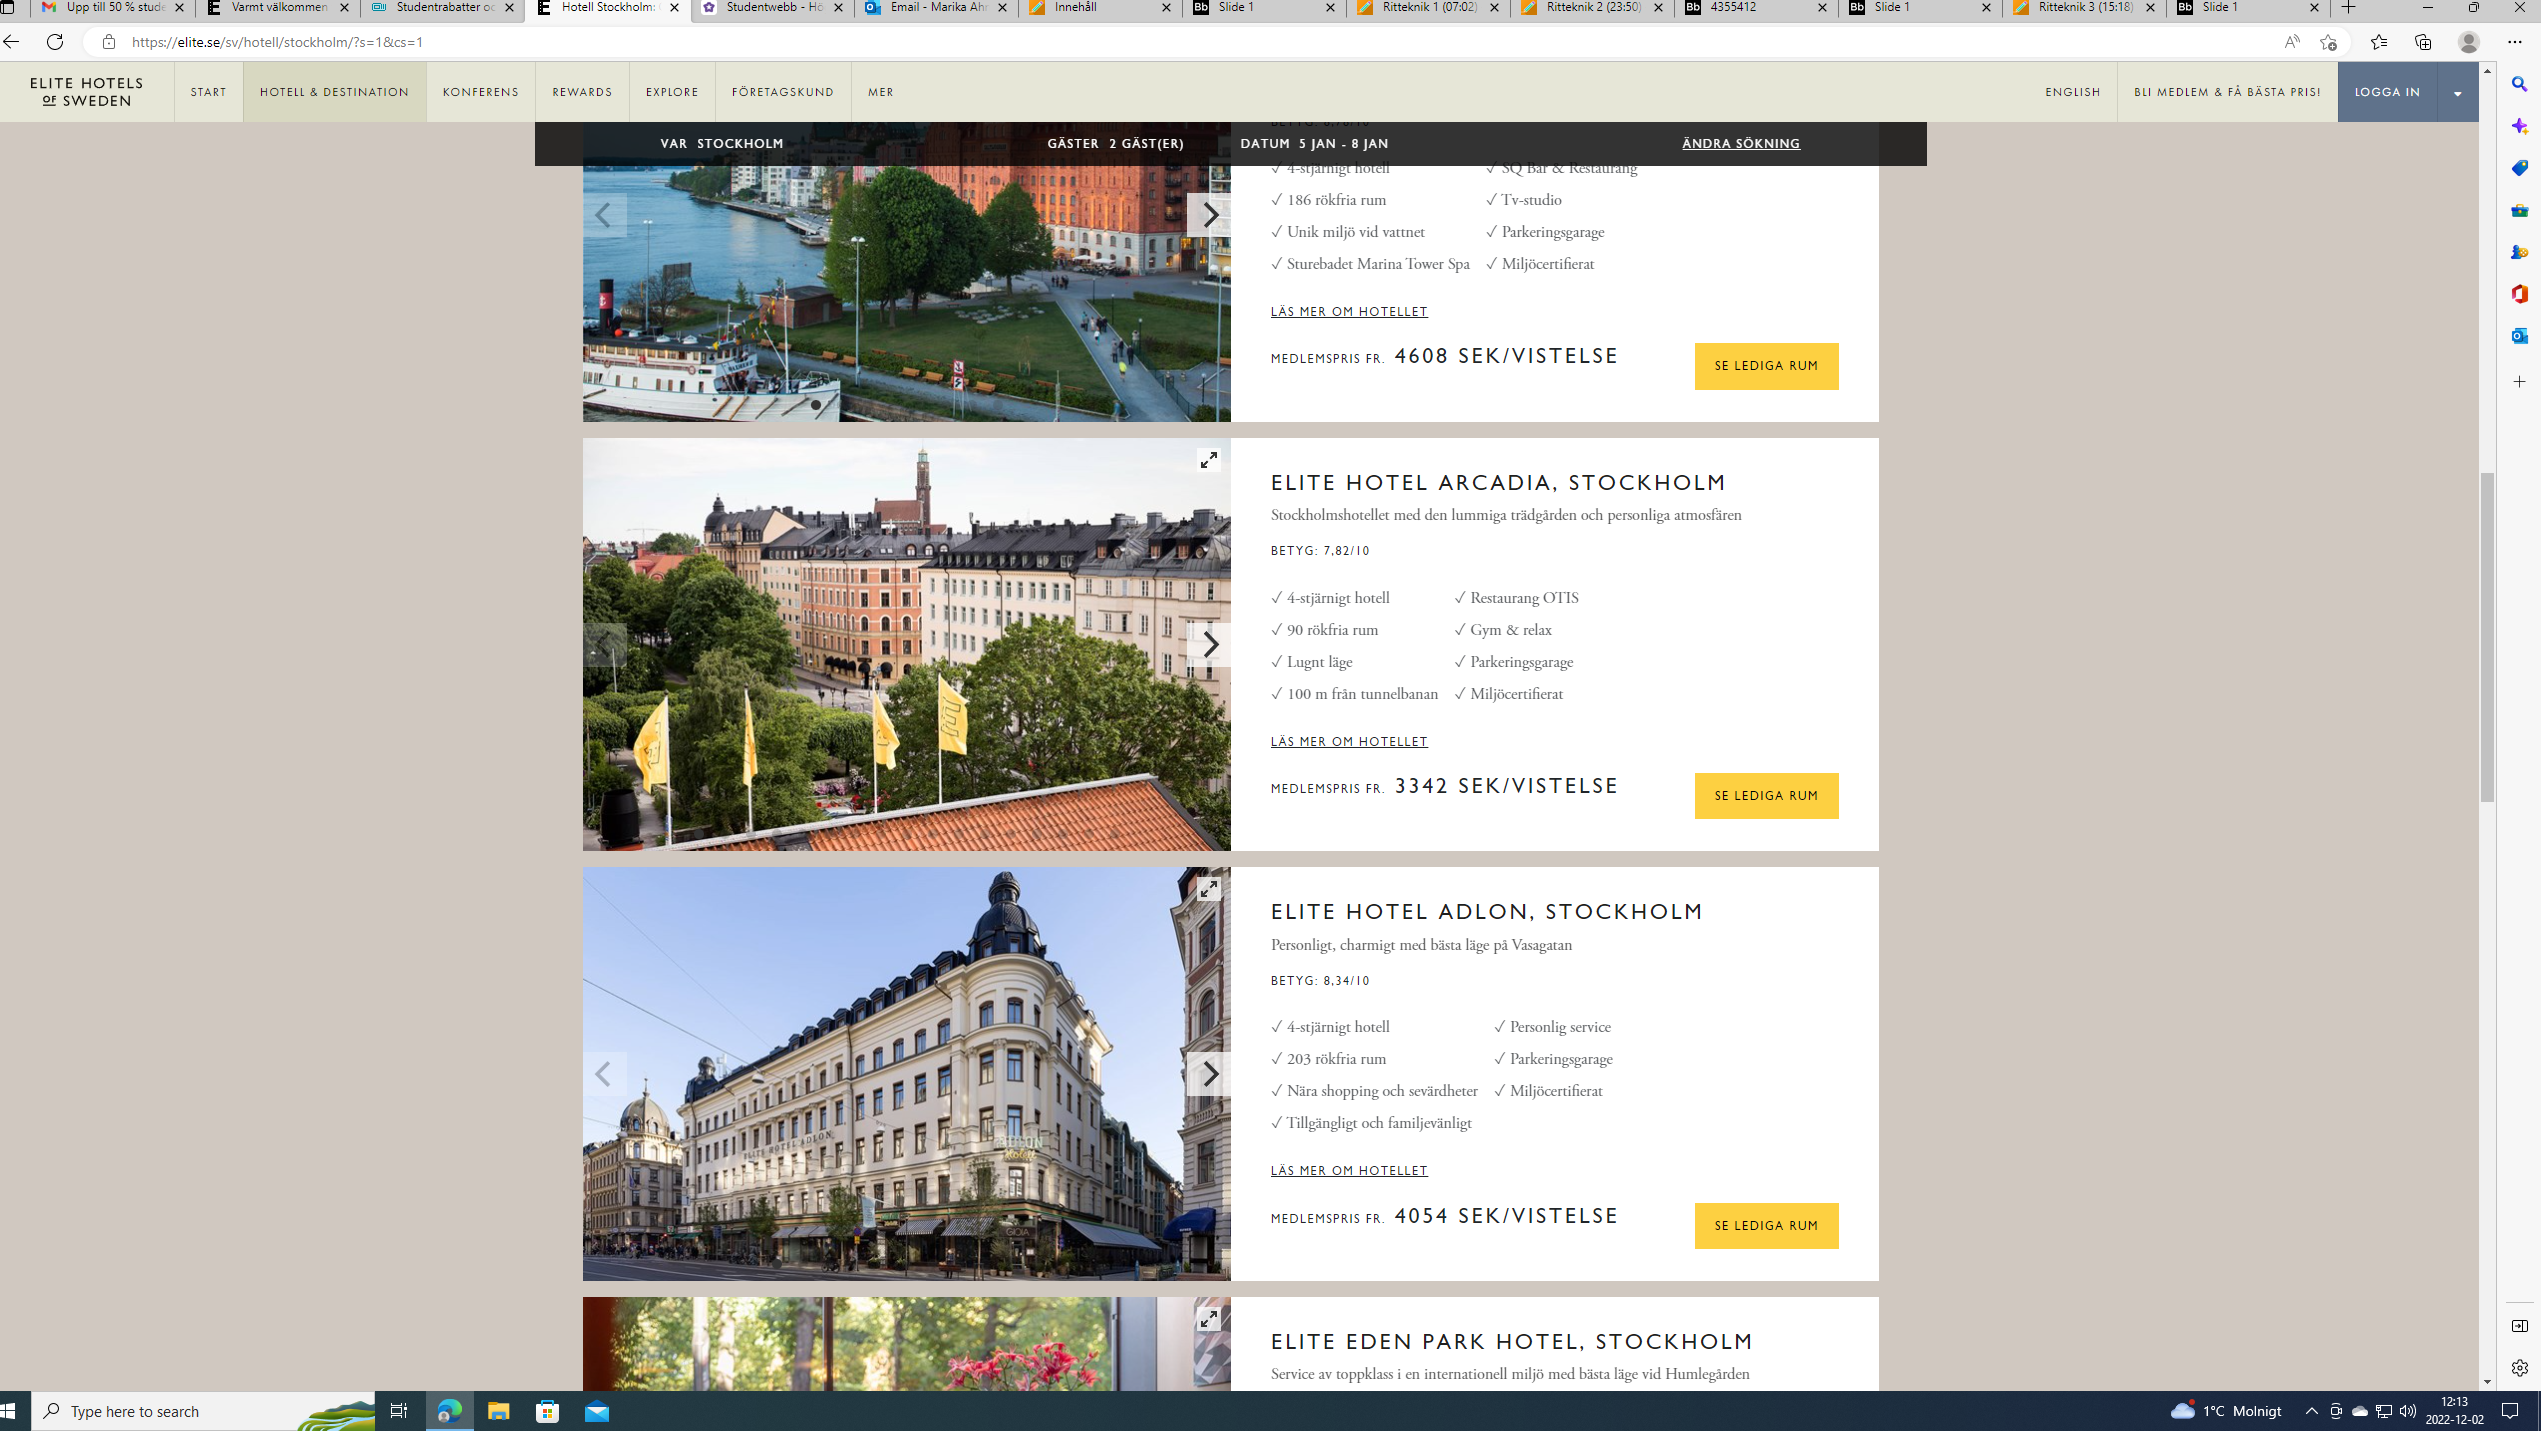 Upp till 50 % stude
Varmt välkommen
Studentrabatter oc
Hotell Stockholm:
Studentwebb - Hö
Email - Marika Ahr
Innehåll
Slide 1
Ritteknik 1 (07:02)
Ritteknik 2 (23:50)
4355412
Slide 1
Ritteknik 3 (15:18)
Slide 1
https://elite.se/sv/hotell/stockholm/?s=1&cs=1
ELITE HOTELS
OF SWEDEN
START
HOTELL & DESTINATION
KONFERENS
REWARDS
EXPLORE
FÖRETAGSKUND
MER
ENGLISH
BLI MEDLEM & FÅ BÄSTA PRIS!
LOGGA IN
VAR STOCKHOLM
GÄSTER 2 GÄST(ER)
DATUM 5 JAN - 8 JAN
ÄNDRA SÖKNING
✓ 4-stjärnigt hotell
✓ 186 rökfria rum
✓ Unik miljö vid vattnet
✓ Sturebadet Marina Tower Spa
✓ SQ Bar & Restaurang
✓ Tv-studio
✓ Parkeringsgarage
✓ Miljöcertifierat
LÄS MER OM HOTELLET
MEDLEMSPRIS FR. 4608 SEK/VISTELSE
SE LEDIGA RUM
ELITE HOTEL ARCADIA, STOCKHOLM
Stockholmshotellet med den lummiga trädgården och personliga atmosfären
BETYG: 7,82/10
✓ 4-stjärnigt hotell
✓ 90 rökfria rum
✓ Lugnt läge
✓ 100 m från tunnelbanan
✓ Restaurang OTIS
✓ Gym & relax
✓ Parkeringsgarage
✓ Miljöcertifierat
LÄS MER OM HOTELLET
MEDLEMSPRIS FR. 3342 SEK/VISTELSE
SE LEDIGA RUM
ELITE HOTEL ADLON
ELITE HOTEL ADLON, STOCKHOLM
Personligt, charmigt med bästa läge på Vasagatan
BETYG: 8,34/10
✓ 4-stjärnigt hotell
✓ 203 rökfria rum
✓ Nära shopping och sevärdheter
✓ Tillgängligt och familjevänligt
✓ Personlig service
✓ Parkeringsgarage
✓ Miljöcertifierat
LÄS MER OM HOTELLET
MEDLEMSPRIS FR. 4054 SEK/VISTELSE
SE LEDIGA RUM
ELITE EDEN PARK HOTEL, STOCKHOLM
Service av toppklass i en internationell miljö med bästa läge vid Humlegården
Type here to search
1°C Molnigt
12:13
2022-12-02